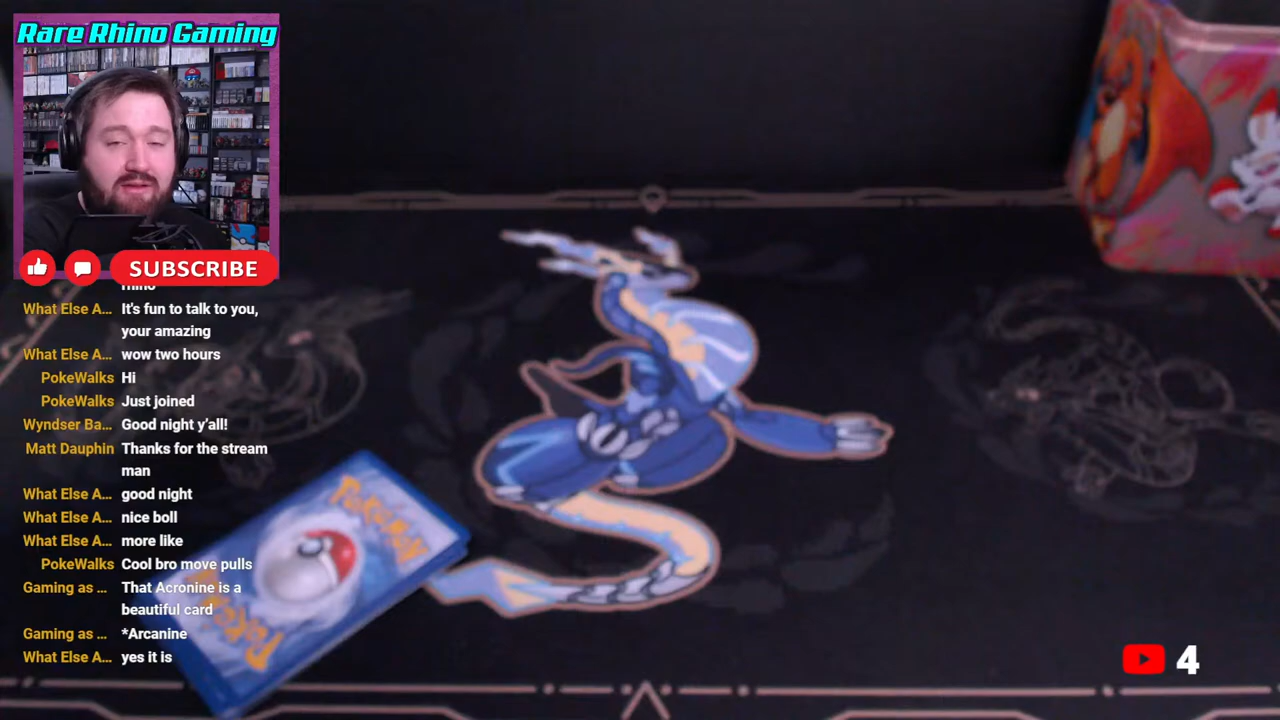 Rare Rhino Gaming
SUBSCRIBE
rhino
What Else A... It's fun to talk to you,
your amazing
What Else A... wow two hours
PokeWalks Hi
PokeWalks Just joined
Wyndser Ba... Good night y'all!
Matt Dauphin Thanks for the stream
man
What Else A... good night
What Else A... nice boll
What Else A... more like
PokeWalks Cool bro move pulls
Gaming as ... That Acronine is a
beautiful card
Gaming as ... *Arcanine
What Else A... yes it is
POKéMON
POKéMON
4